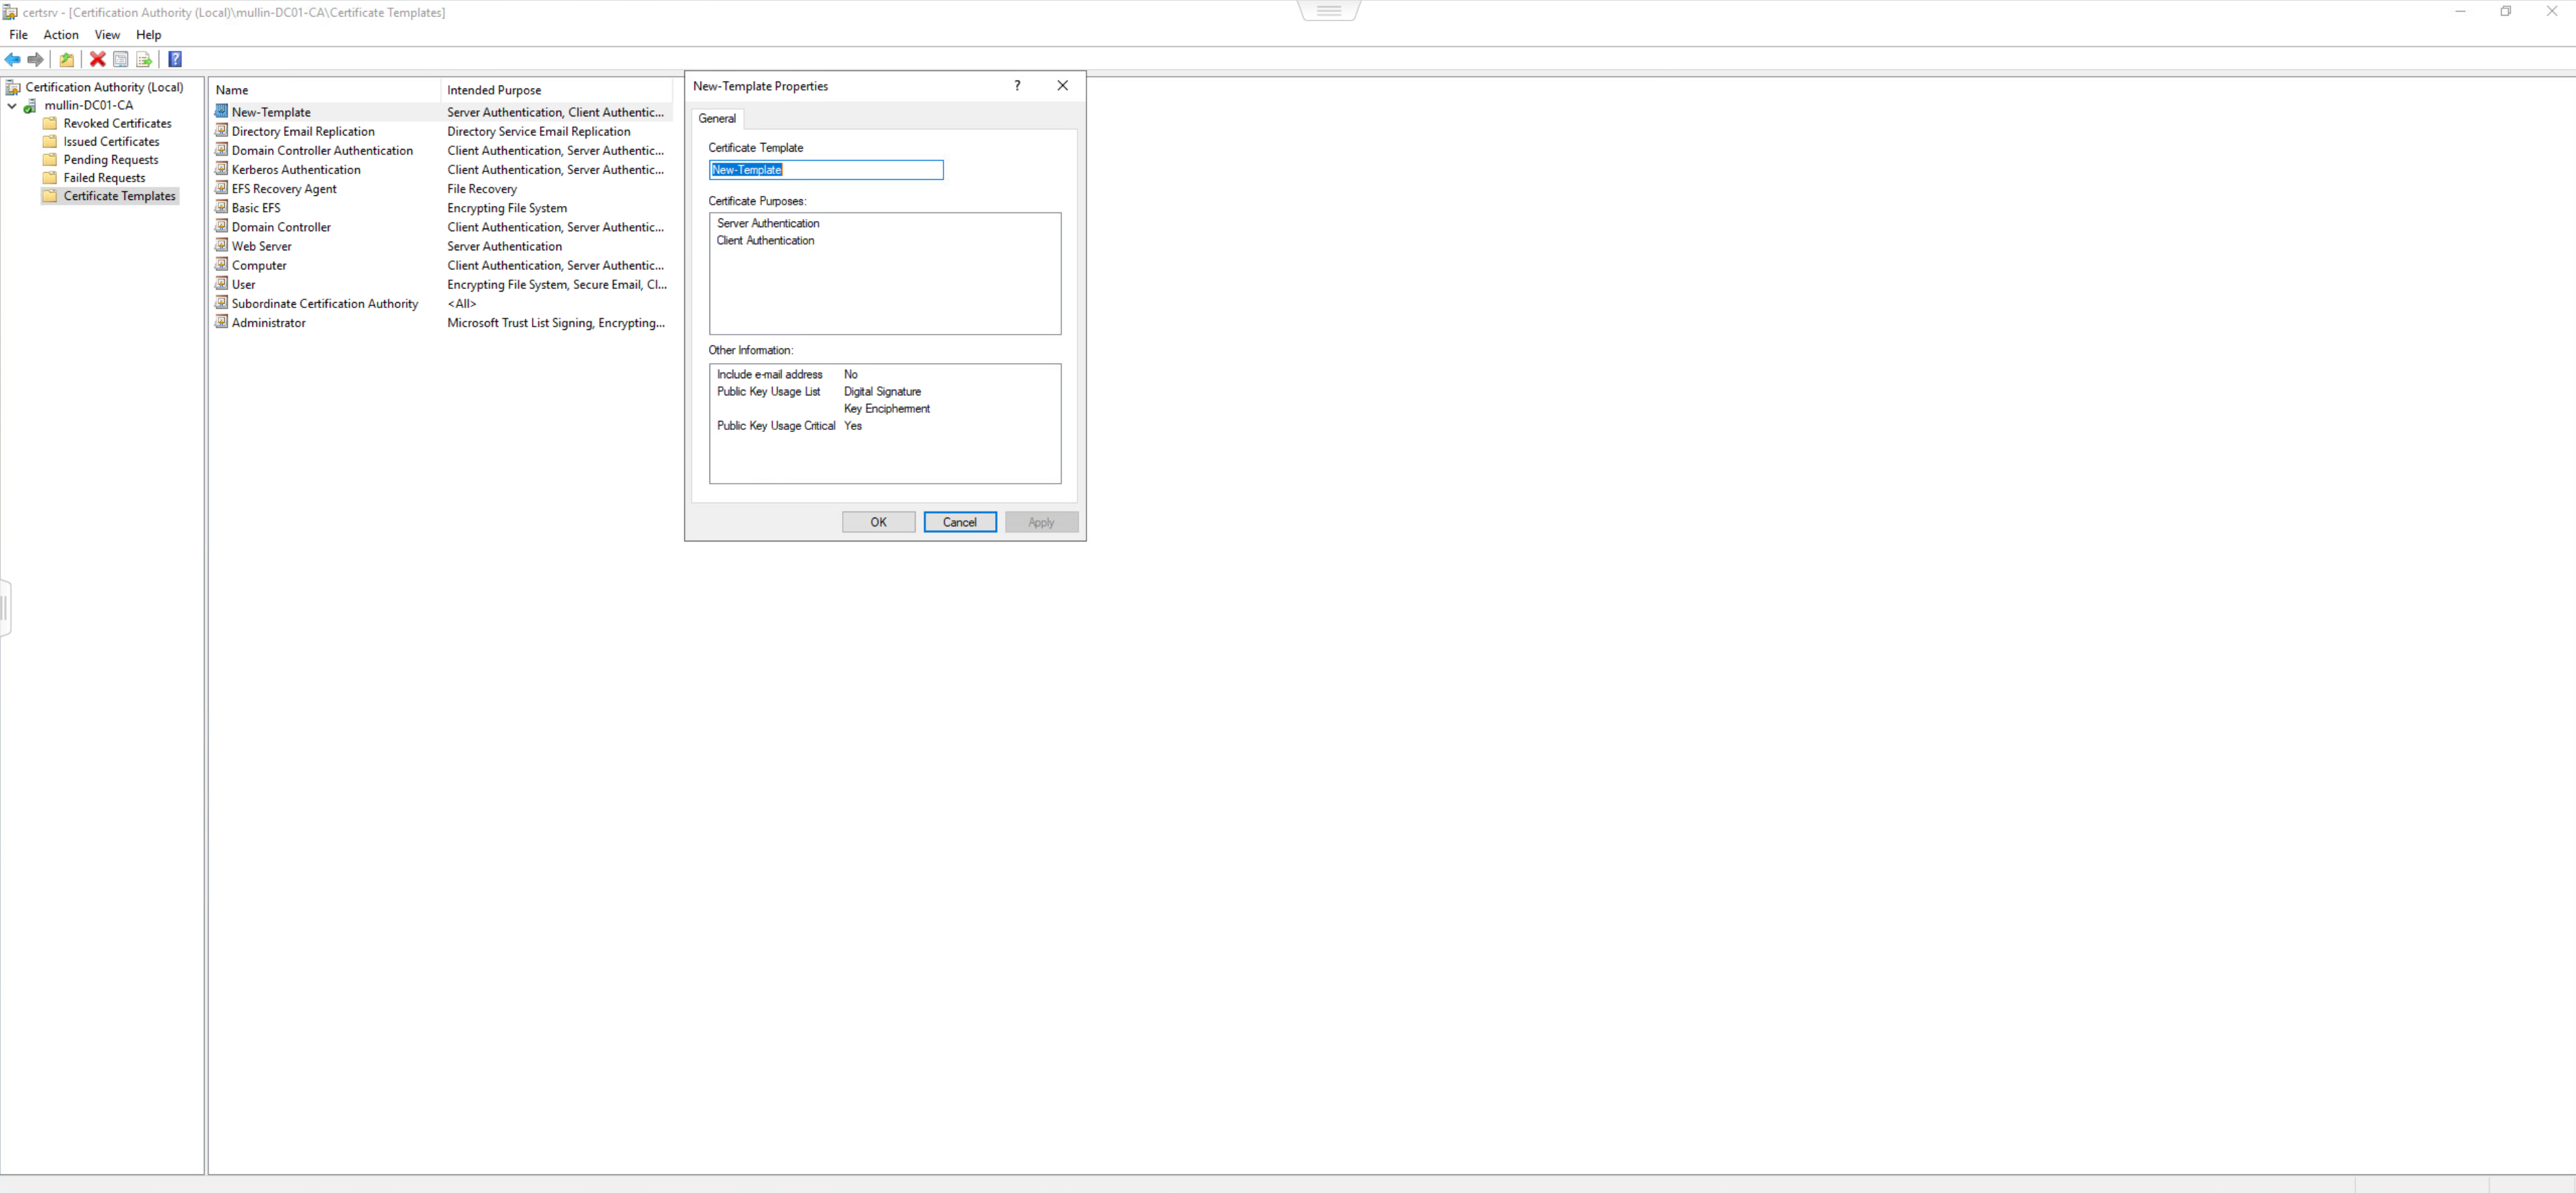 certsrv - [Certification Authority (Local)\mullin-DC01-CA\Certificate Templates]
File Action View Help
Certification Authority (Local)
mullin-DC01-CA
Revoked Certificates
Issued Certificates
Pending Requests
Failed Requests
Certificate Templates
Name Intended Purpose
New-Template Server Authentication, Client Authentic...
Directory Email Replication Directory Service Email Replication
Domain Controller Authentication Client Authentication, Server Authentic...
Kerberos Authentication Client Authentication, Server Authentic...
EFS Recovery Agent File Recovery
Basic EFS Encrypting File System
Domain Controller Client Authentication, Server Authentic...
Web Server Server Authentication
Computer Client Authentication, Server Authentic...
User Encrypting File System, Secure Email, Cl...
Subordinate Certification Authority <All>
Administrator Microsoft Trust List Signing, Encrypting...
New-Template Properties ?
General
Certificate Template
New-Template
Certificate Purposes:
Server Authentication
Client Authentication
Other Information:
Include e-mail address No
Public Key Usage List Digital Signature
Key Encipherment
Public Key Usage Critical Yes
OK Cancel Apply